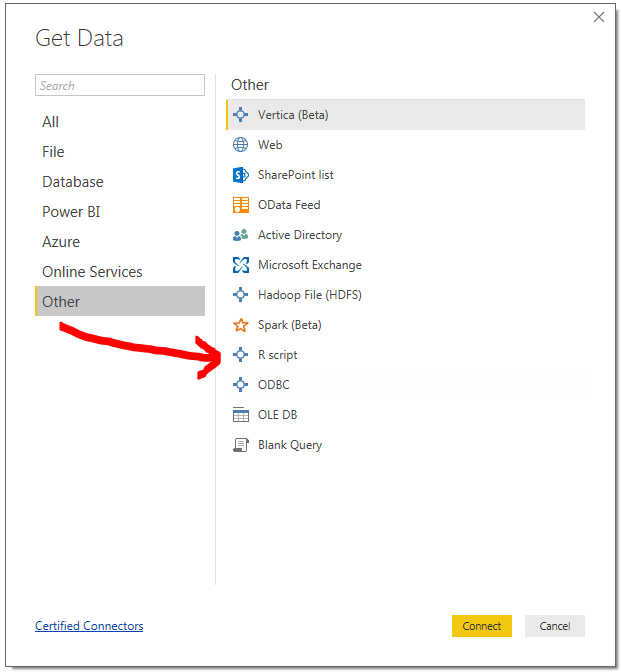 Get Data
Search
All
File
Database
Power BI
Azure
Online Services
Other
Other
Vertica (Beta)
Web
SharePoint list
OData Feed
Active Directory
Microsoft Exchange
Hadoop File (HDFS)
Spark (Beta)
R script
ODBC
OLE DB
Blank Query
Certified Connectors
Connect
Cancel